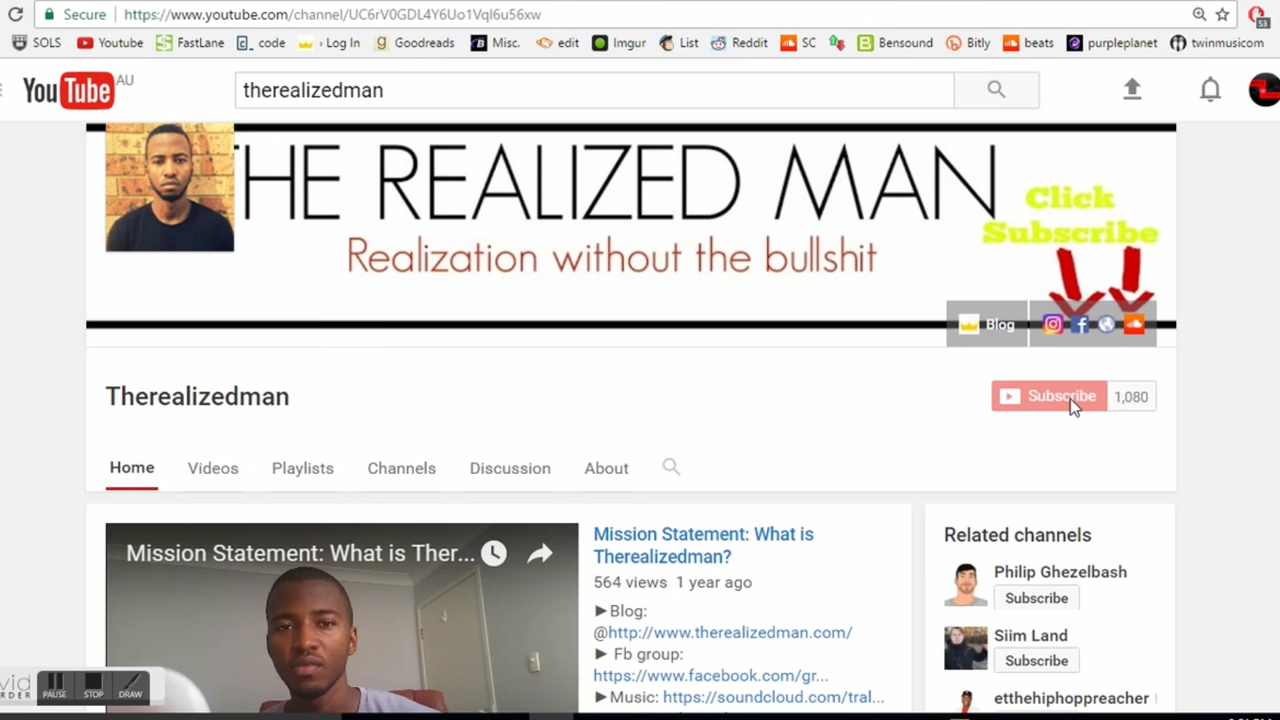 Secure https://www.youtube.com/channel/UC6rV0GDL4Y6Uo1Vql6u56xw
53
SOLS Youtube FastLane code › Log In Goodreads Misc. edit Imgur List Reddit SC Bensound Bitly beats purpleplanet twinmusicom
YouTube AU
therealizedman
THE REALIZED MAN
Click
Subscribe
Realization without the bullshit
Blog
Therealizedman
Subscribe 1,080
Home Videos Playlists Channels Discussion About
Mission Statement: What is Ther...
Mission Statement: What is
Therealizedman?
564 views 1 year ago
►Blog:
@http://www.therealizedman.com/
► Fb group:
https://www.facebook.com/gr...
►Music: https://soundcloud.com/tral...
Related channels
Philip Ghezelbash
Subscribe
Siim Land
Subscribe
etthehiphoppreacher
vid
RDER
PAUSE STOP DRAW